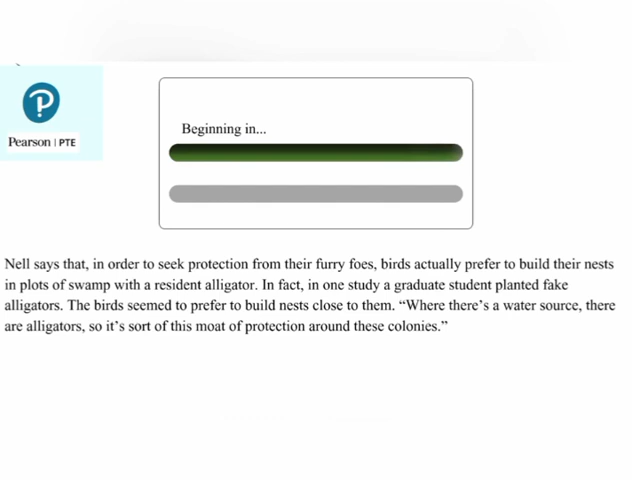 Pearson | PTE
Beginning in...
Nell says that, in order to seek protection from their furry foes, birds actually prefer to build their nests
in plots of swamp with a resident alligator. In fact, in one study a graduate student planted fake
alligators. The birds seemed to prefer to build nests close to them. “Where there’s a water source, there
are alligators, so it’s sort of this moat of protection around these colonies.”